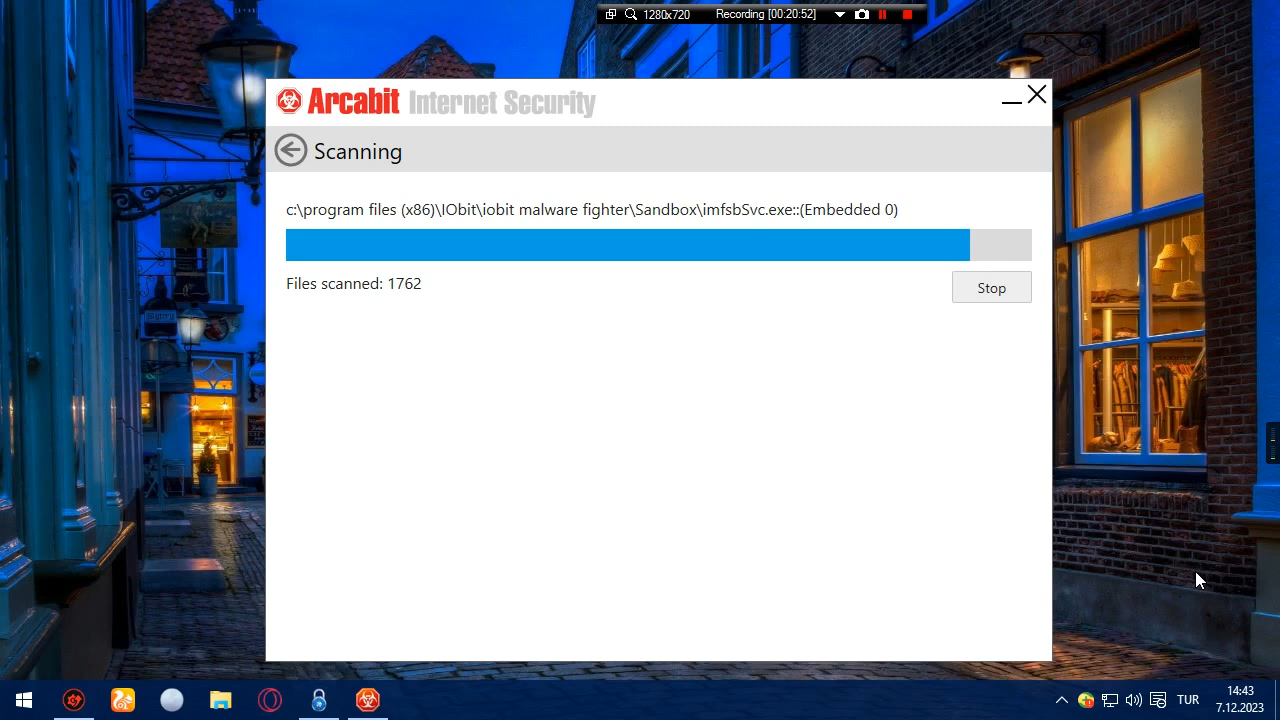 1280x720 Recording [00:20:52]
Arcabit Internet Security
Scanning
c:\program files (x86)\IObit\iobit malware fighter\Sandbox\imfsbSvc.exe::(Embedded 0)
Files scanned: 1762
Stop
TUR
14:43
7.12.2023